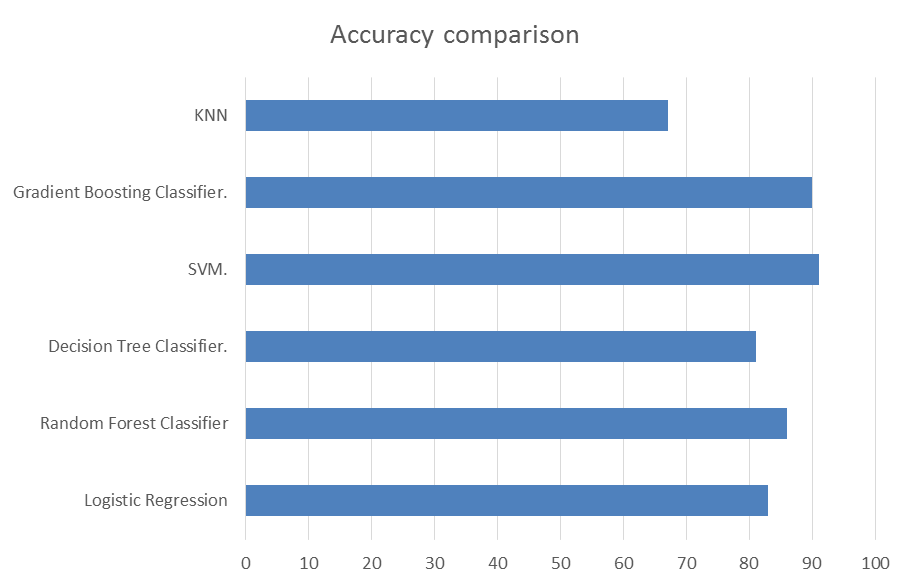 Accuracy comparison
KNN
Gradient Boosting Classifier.
SVM.
Decision Tree Classifier.
Random Forest Classifier
Logistic Regression
0 10 20 30 40 50 60 70 80 90 100